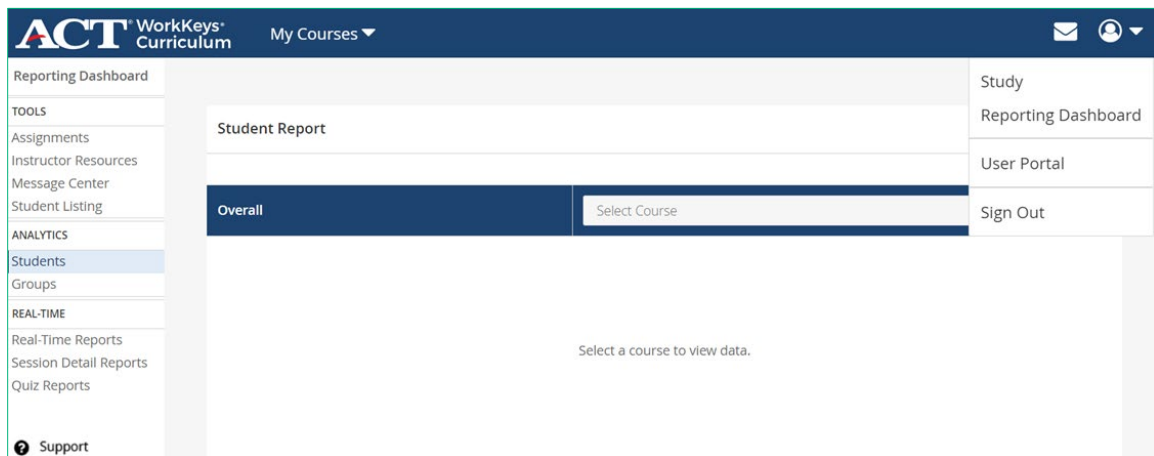 ACT® WorkKeys®
Curriculum
My Courses
Reporting Dashboard
TOOLS
Assignments
Instructor Resources
Message Center
Student Listing
ANALYTICS
Students
Groups
REAL-TIME
Real-Time Reports
Session Detail Reports
Quiz Reports
Support
Student Report
Overall
Select Course
Select a course to view data.
Study
Reporting Dashboard
User Portal
Sign Out